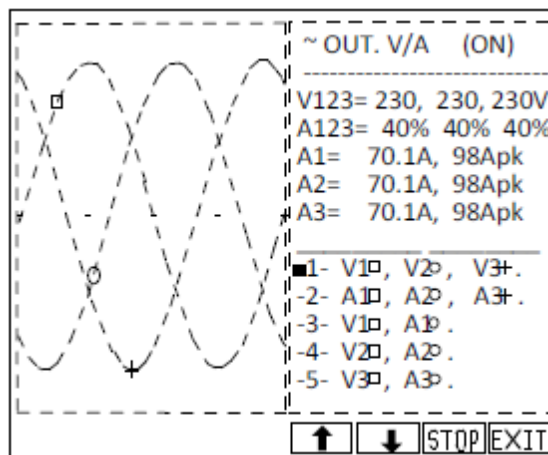 ~ OUT. V/A (ON)
V123= 230, 230, 230V
A123= 40% 40% 40%
A1= 70.1A, 98Apk
A2= 70.1A, 98Apk
A3= 70.1A, 98Apk
■1- V1□, V2○, V3+.
-2- A1□, A2○, A3+.
-3- V1□, A1○.
-4- V2□, A2○.
-5- V3□, A3○.
↑ ↓ STOP EXIT